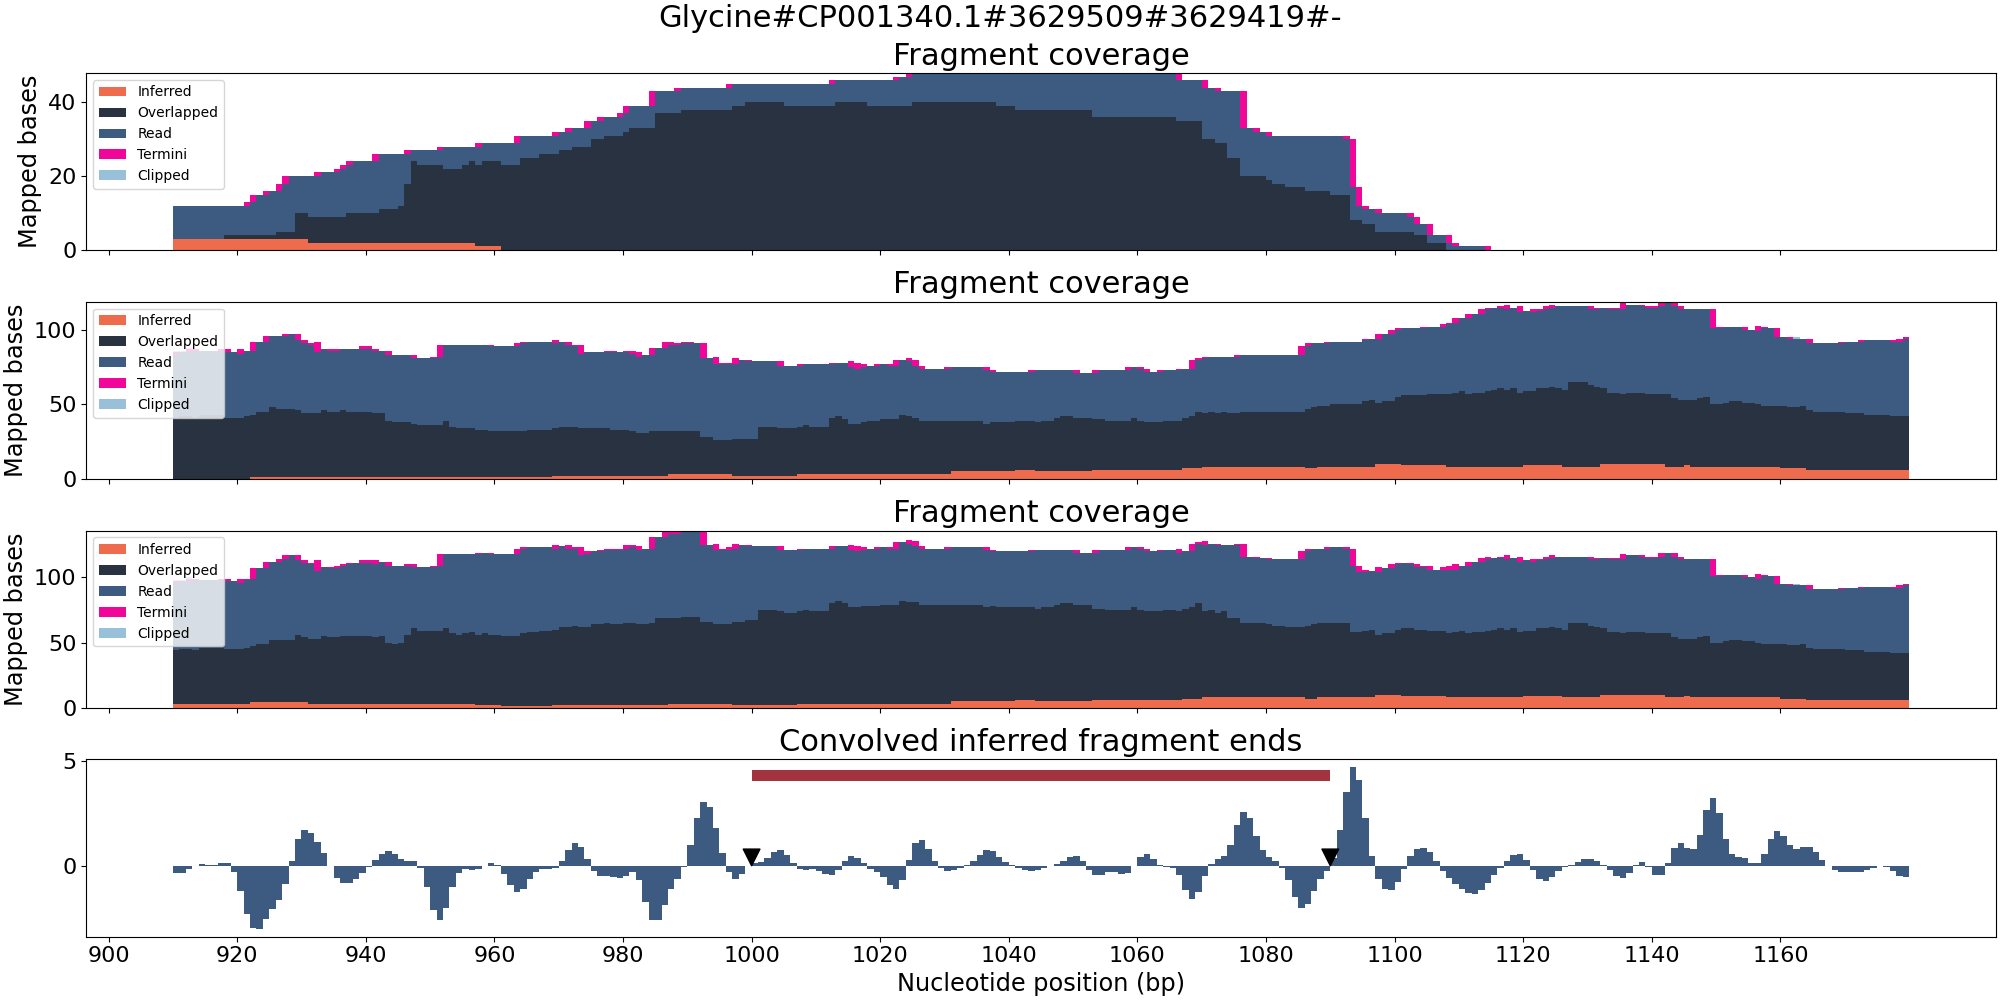 Glycine#CP001340.1#3629509#3629419#-
Fragment coverage
Mapped bases
40
20
0
Inferred
Overlapped
Read
Termini
Clipped
Fragment coverage
Mapped bases
100
50
0
Inferred
Overlapped
Read
Termini
Clipped
Fragment coverage
Mapped bases
100
50
0
Inferred
Overlapped
Read
Termini
Clipped
Convolved inferred fragment ends
5
0
900 920 940 960 980 1000 1020 1040 1060 1080 1100 1120 1140 1160
Nucleotide position (bp)